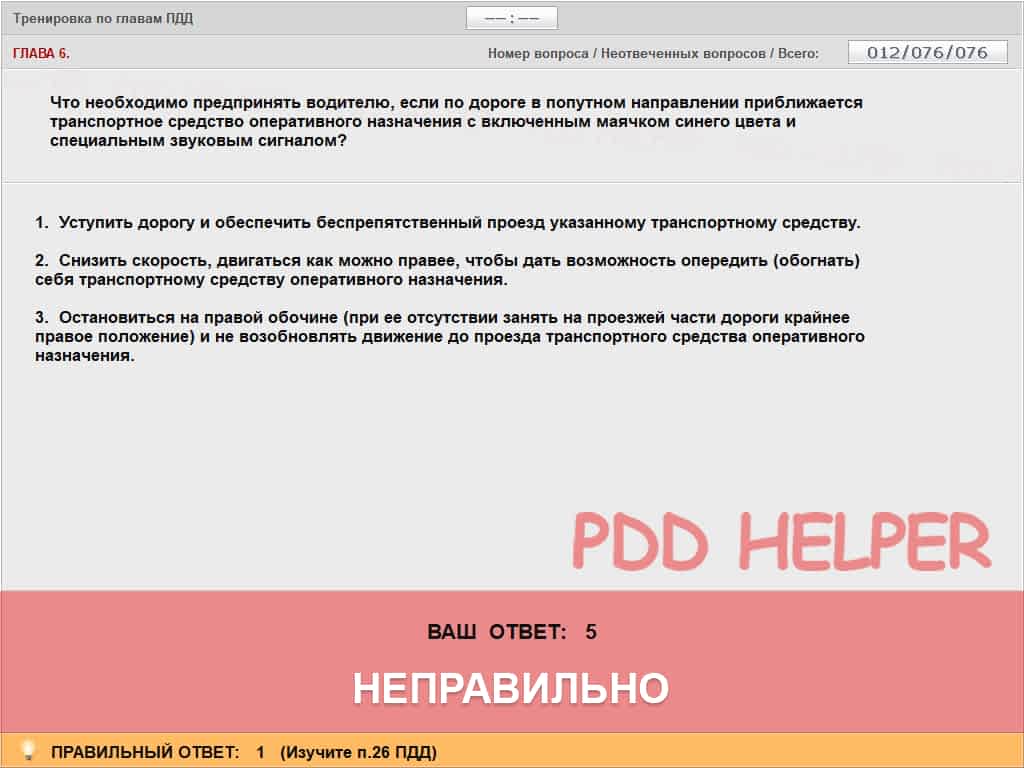 Тренировка по главам ПДД
—— : ——
ГЛАВА 6.
Номер вопроса / Неотвеченных вопросов / Всего:
012/076/076
Что необходимо предпринять водителю, если по дороге в попутном направлении приближается
транспортное средство оперативного назначения с включенным маячком синего цвета и
специальным звуковым сигналом?
1. Уступить дорогу и обеспечить беспрепятственный проезд указанному транспортному средству.
2. Снизить скорость, двигаться как можно правее, чтобы дать возможность опередить (обогнать)
себя транспортному средству оперативного назначения.
3. Остановиться на правой обочине (при ее отсутствии занять на проезжей части дороги крайнее
правое положение) и не возобновлять движение до проезда транспортного средства оперативного
назначения.
PDD HELPER
ВАШ ОТВЕТ: 5
НЕПРАВИЛЬНО
ПРАВИЛЬНЫЙ ОТВЕТ: 1 (Изучите п.26 ПДД)